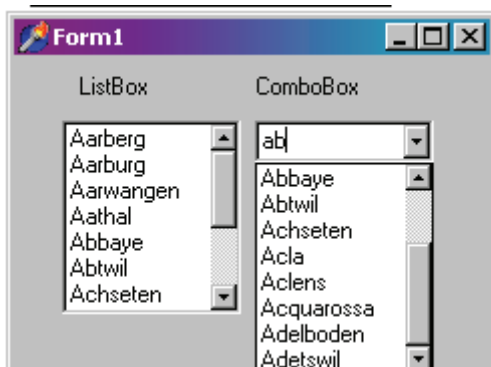 Form1
ListBox
ComboBox
Aarberg
Aarburg
Aarwangen
Aathal
Abbaye
Abtwil
Achseten
ab
Abbaye
Abtwil
Achseten
Acla
Aclens
Acquarossa
Adelboden
Adetswil